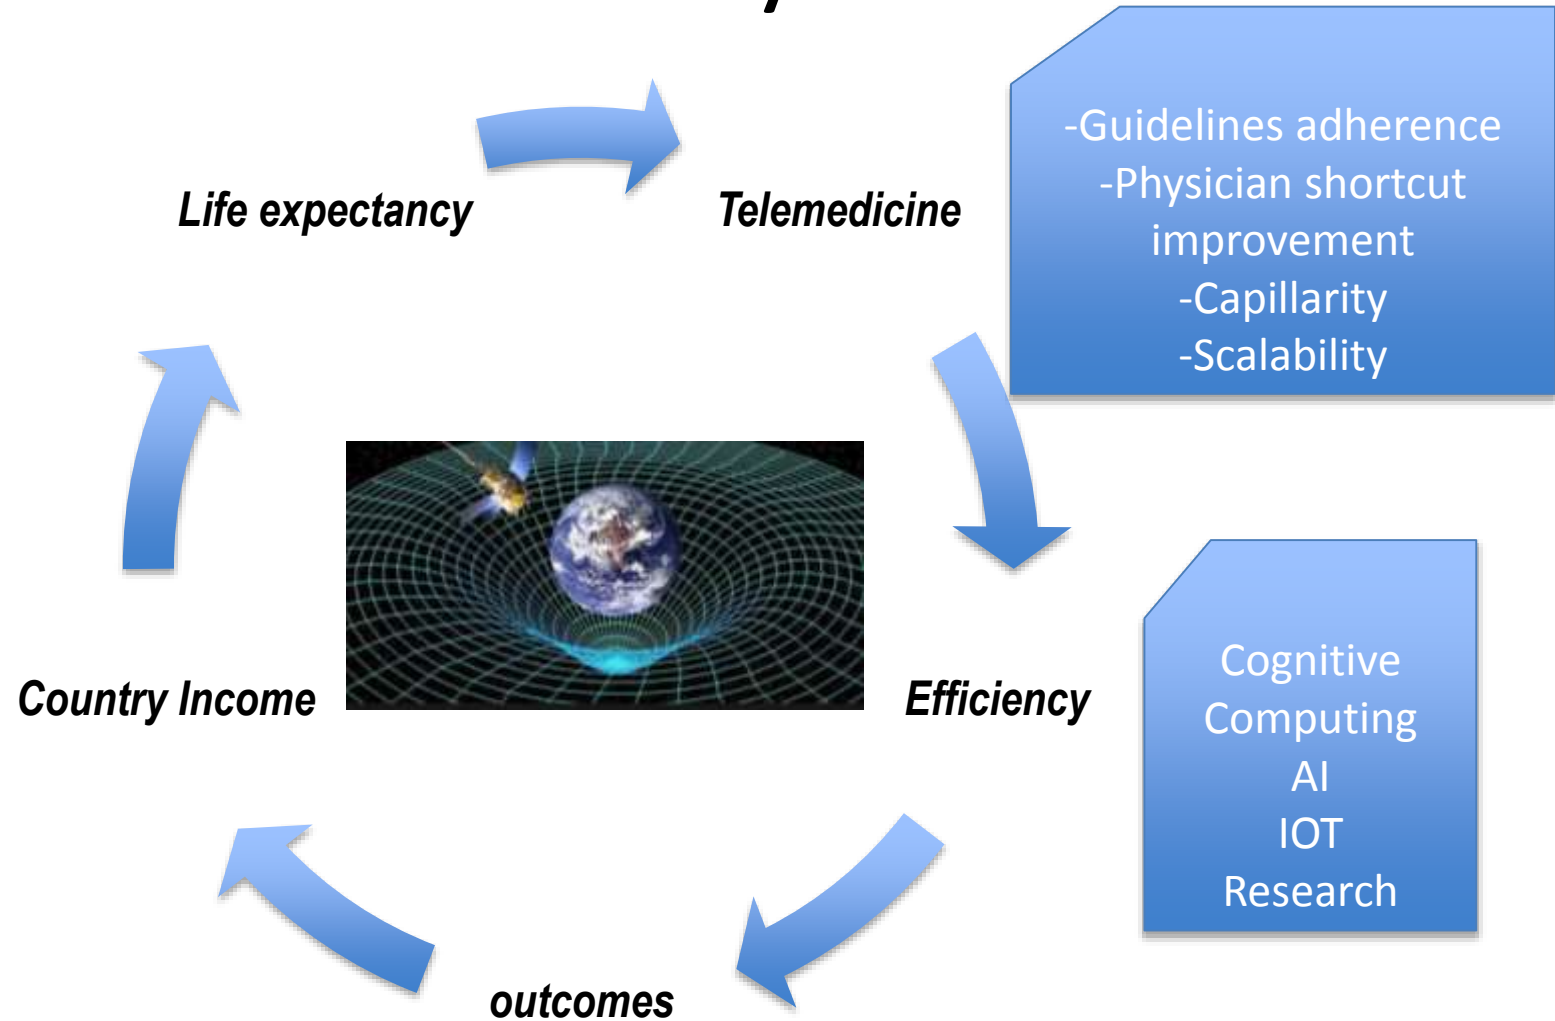 Life expectancy
Telemedicine
-Guidelines adherence
-Physician shortcut
improvement
-Capillarity
-Scalability
Country Income
Efficiency
Cognitive
Computing
AI
IOT
Research
outcomes